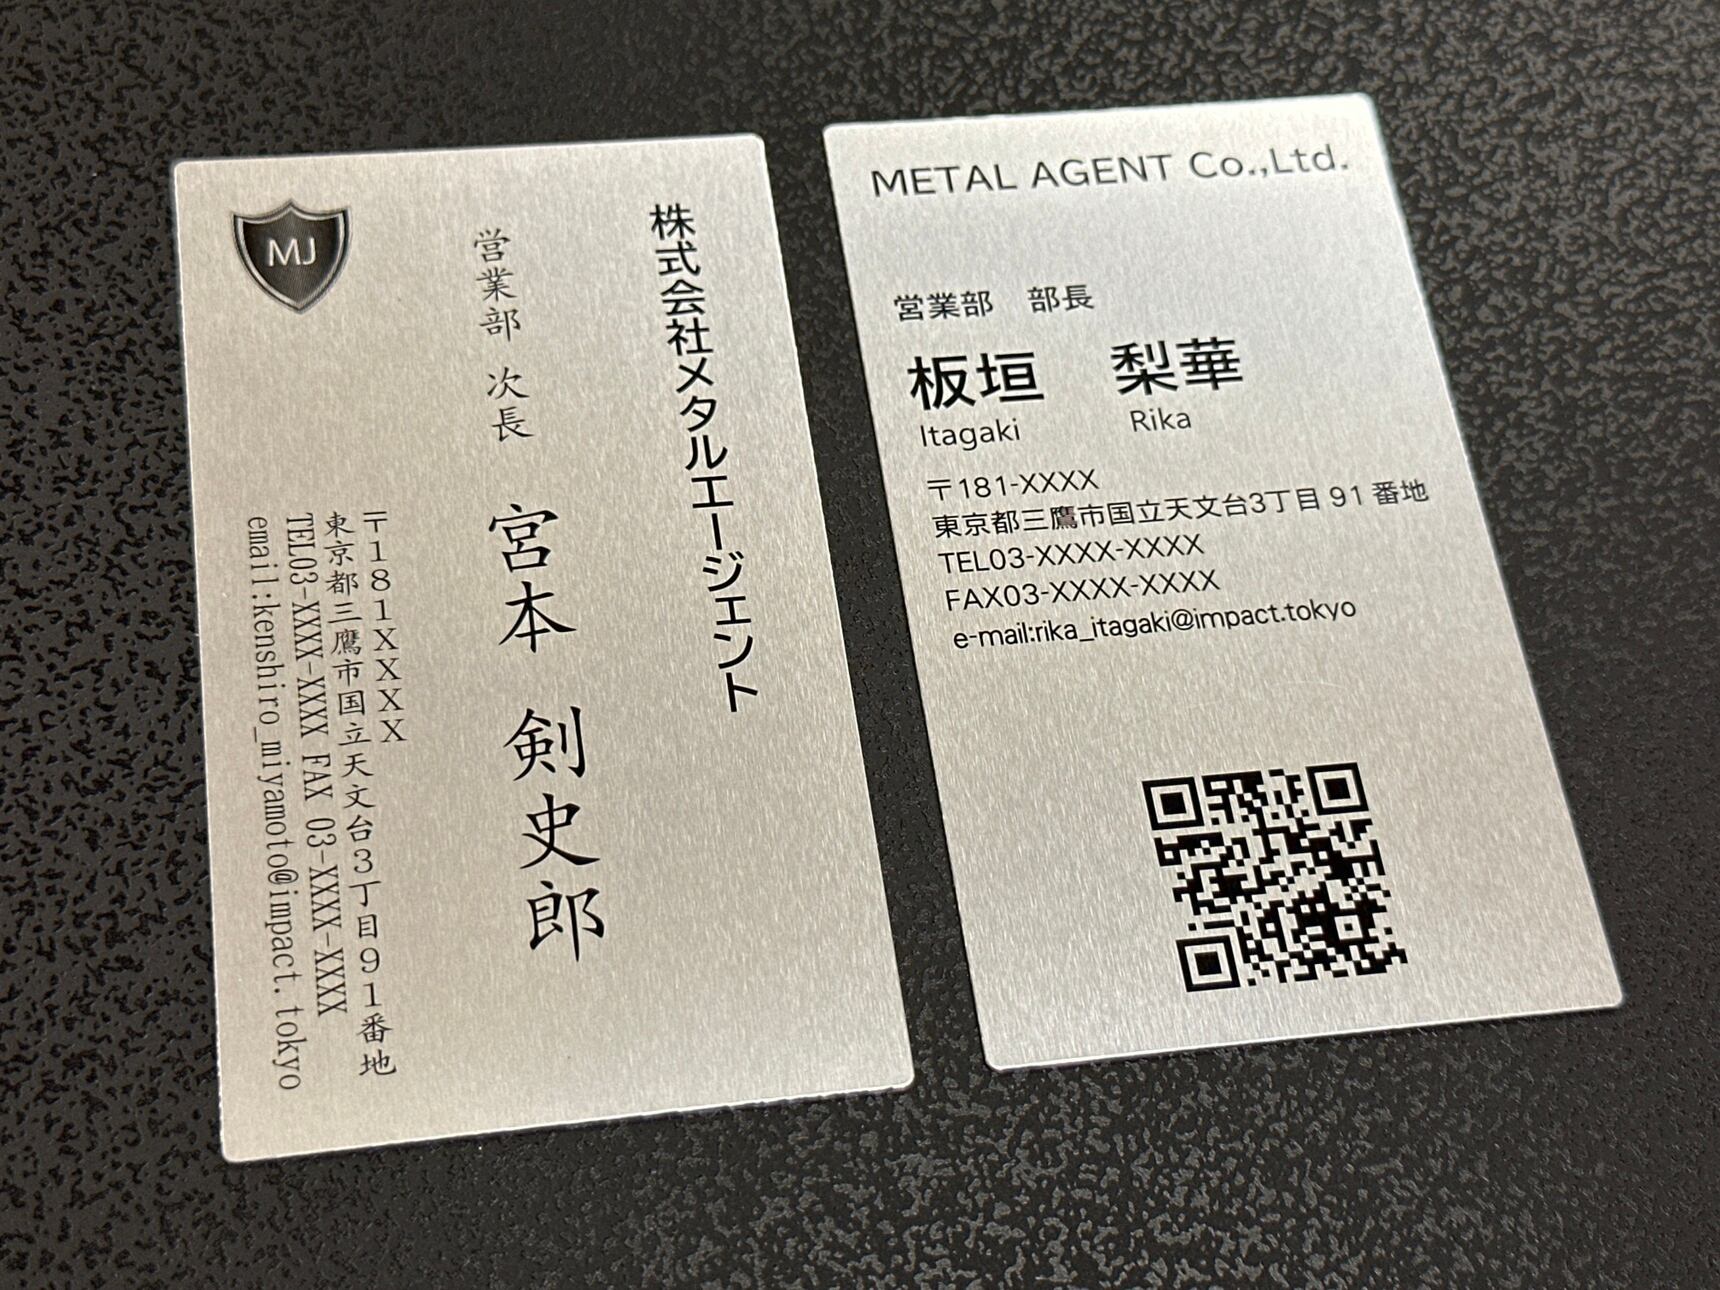 MJ
株式会社メタルエージェント
営業部 次長
宮本 剣史郎
〒181XXXX
東京都三鷹市国立天文台3丁目91番地
TEL03-XXXX-XXXX FAX 03-XXXX-XXXX
email:kenshiro_miyamoto@impact.tokyo
METAL AGENT Co.,Ltd.
営業部 部長
板垣 梨華
Itagaki Rika
〒181-XXXX
東京都三鷹市国立天文台3丁目91番地
TEL03-XXXX-XXXX
FAX03-XXXX-XXXX
e-mail:rika_itagaki@impact.tokyo